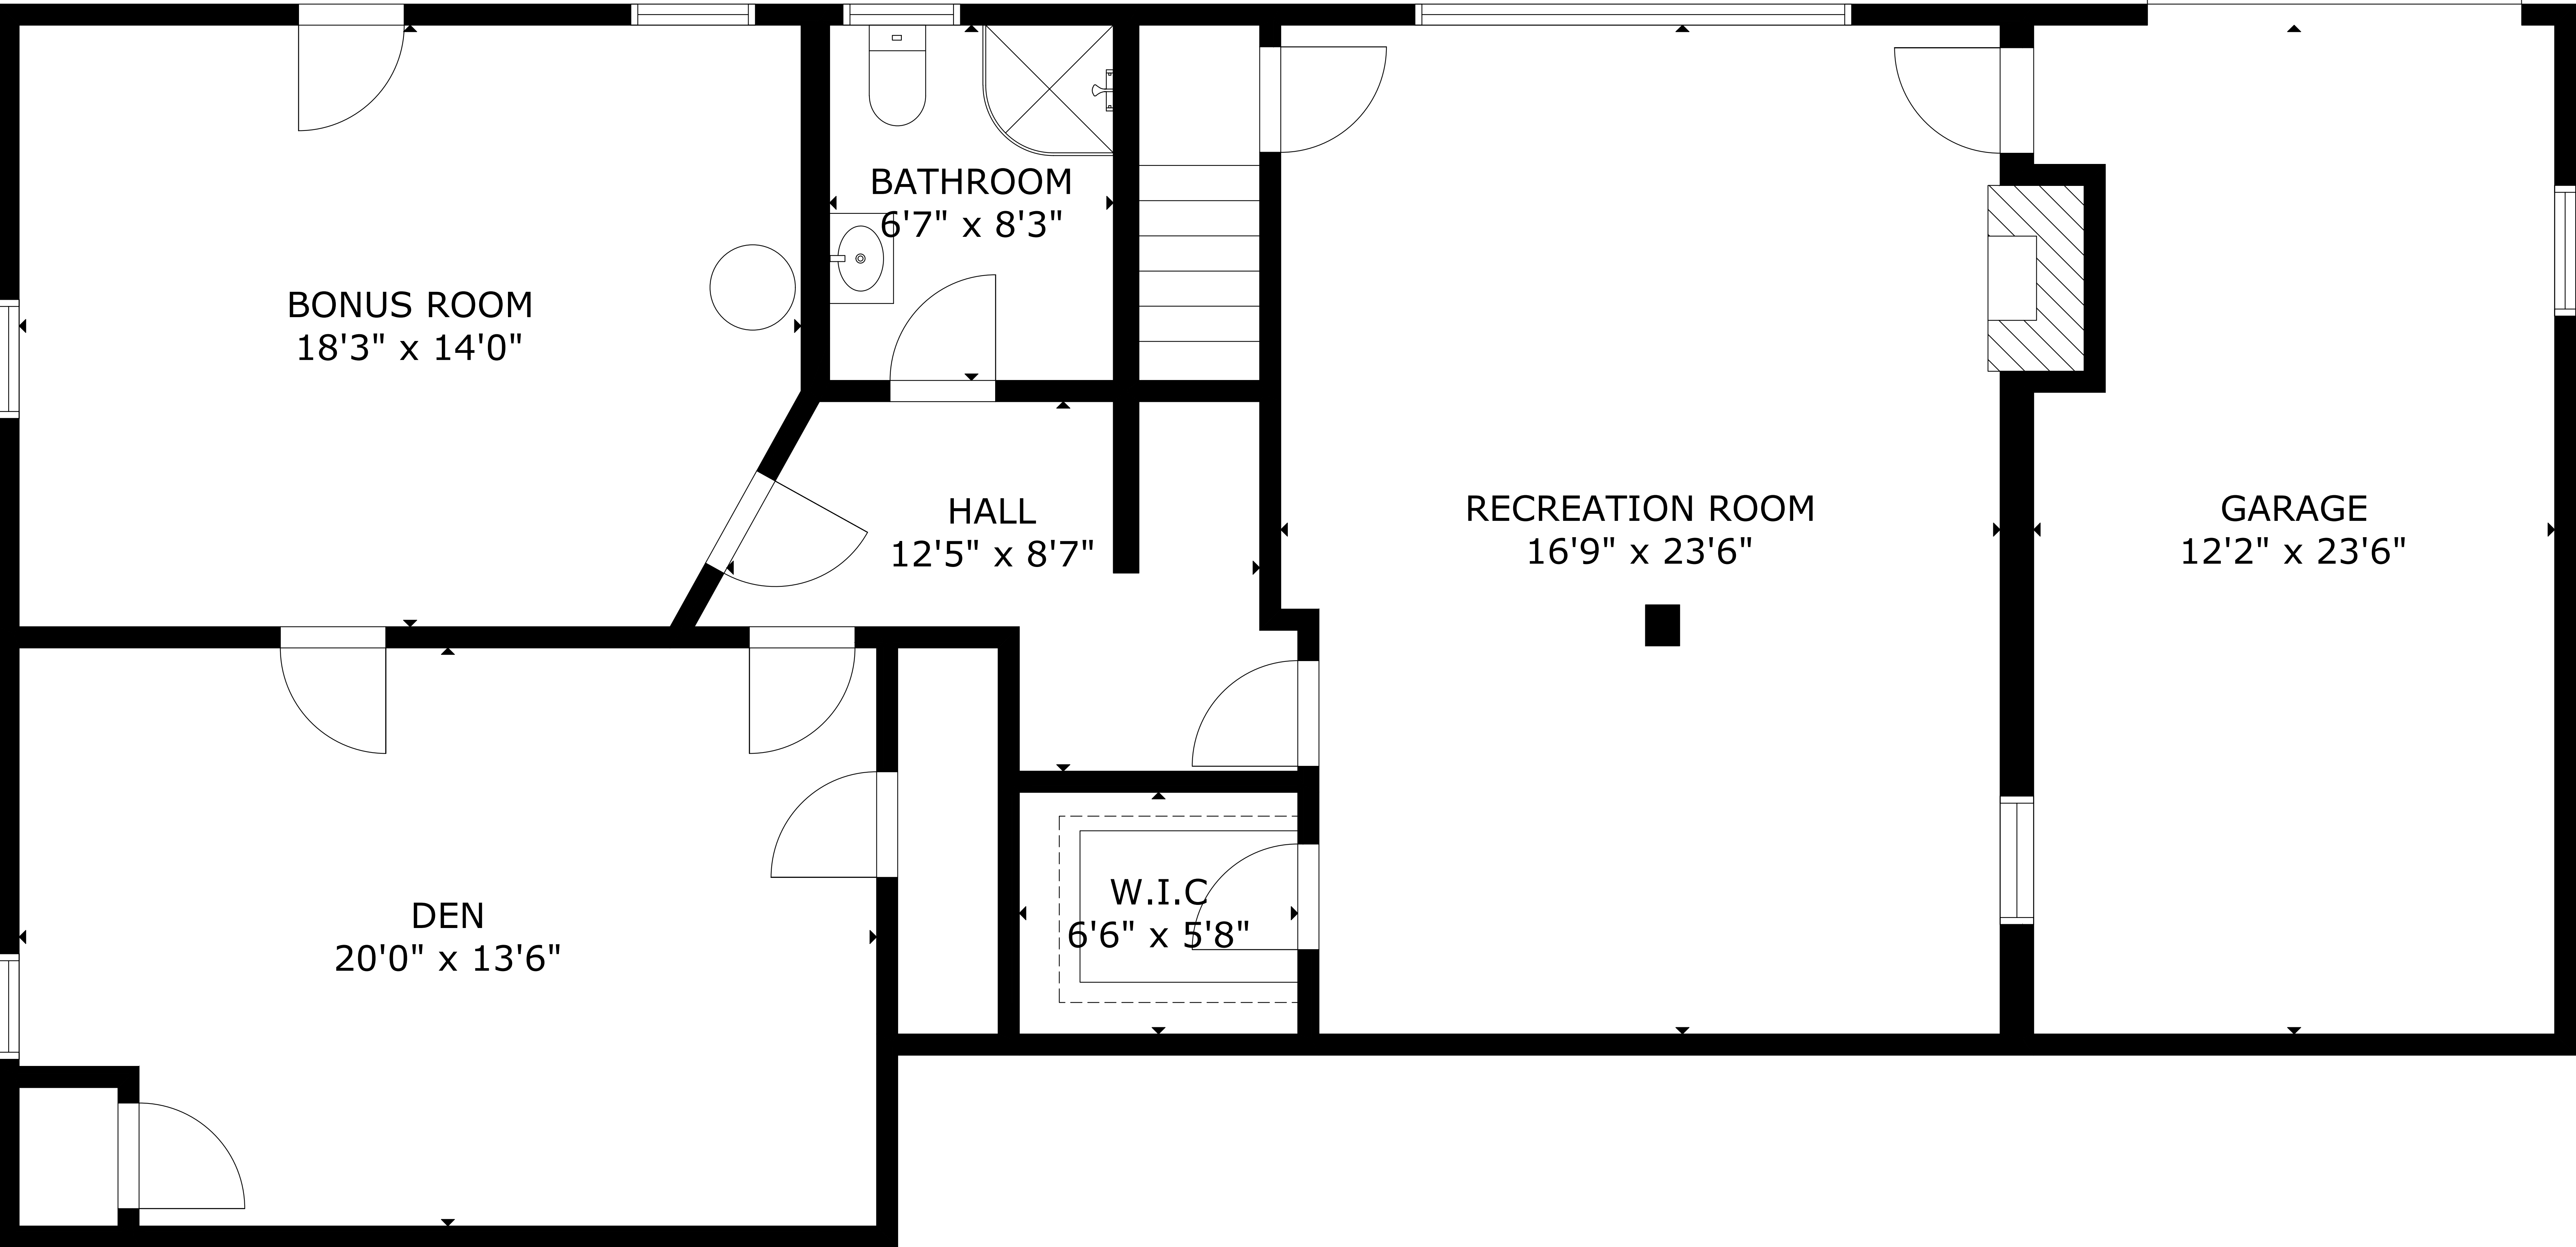 BATHROOM
6'7" x 8'3"
BONUS ROOM
18'3" x 14'0"
HALL
12'5" x 8'7"
RECREATION ROOM
16'9" x 23'6"
GARAGE
12'2" x 23'6"
W.I.C
6'6" x 5'8"
DEN
20'0" x 13'6"